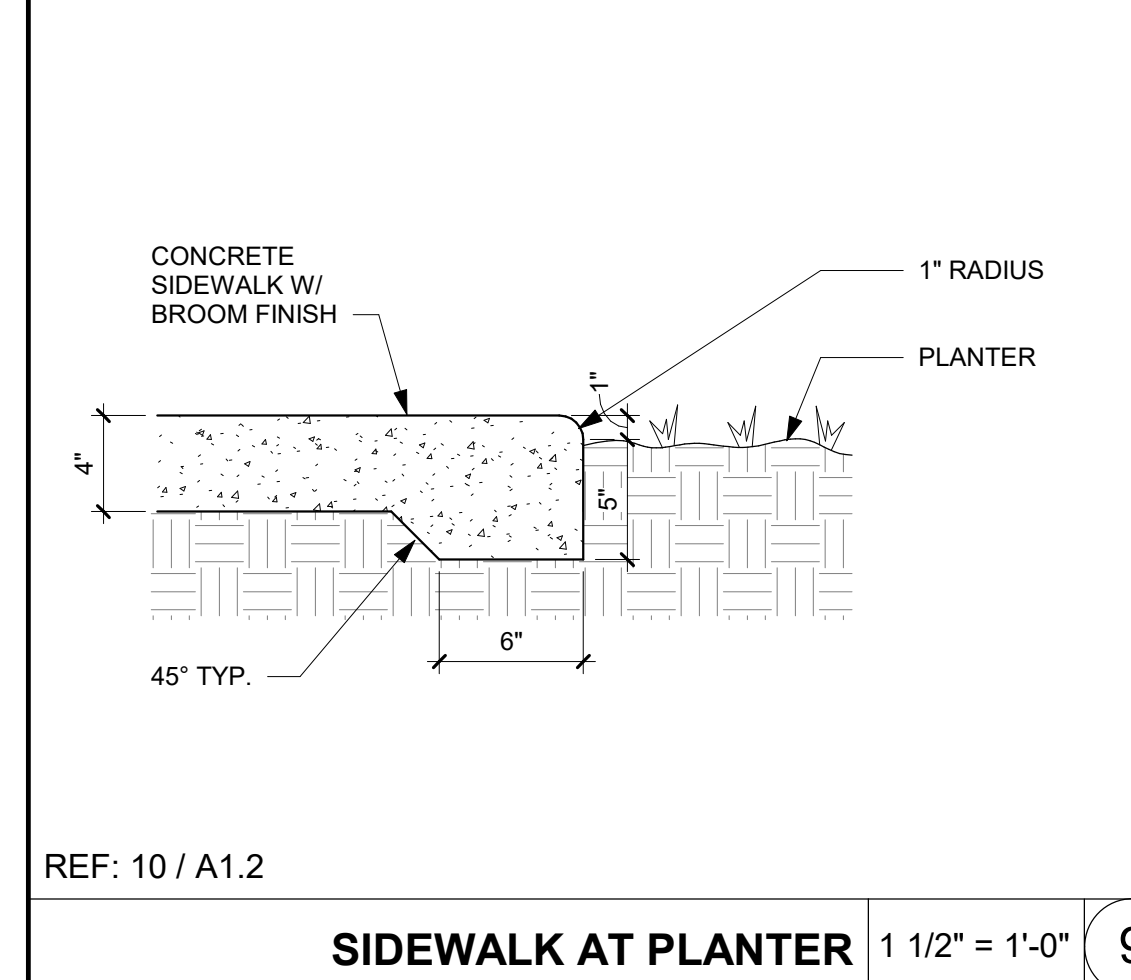 CONCRETE
SIDEWALK W/
BROOM FINISH
1" RADIUS
PLANTER
1"
4"
5"
6"
45° TYP.
REF: 10 / A1.2
SIDEWALK AT PLANTER
1 1/2" = 1'-0"
9